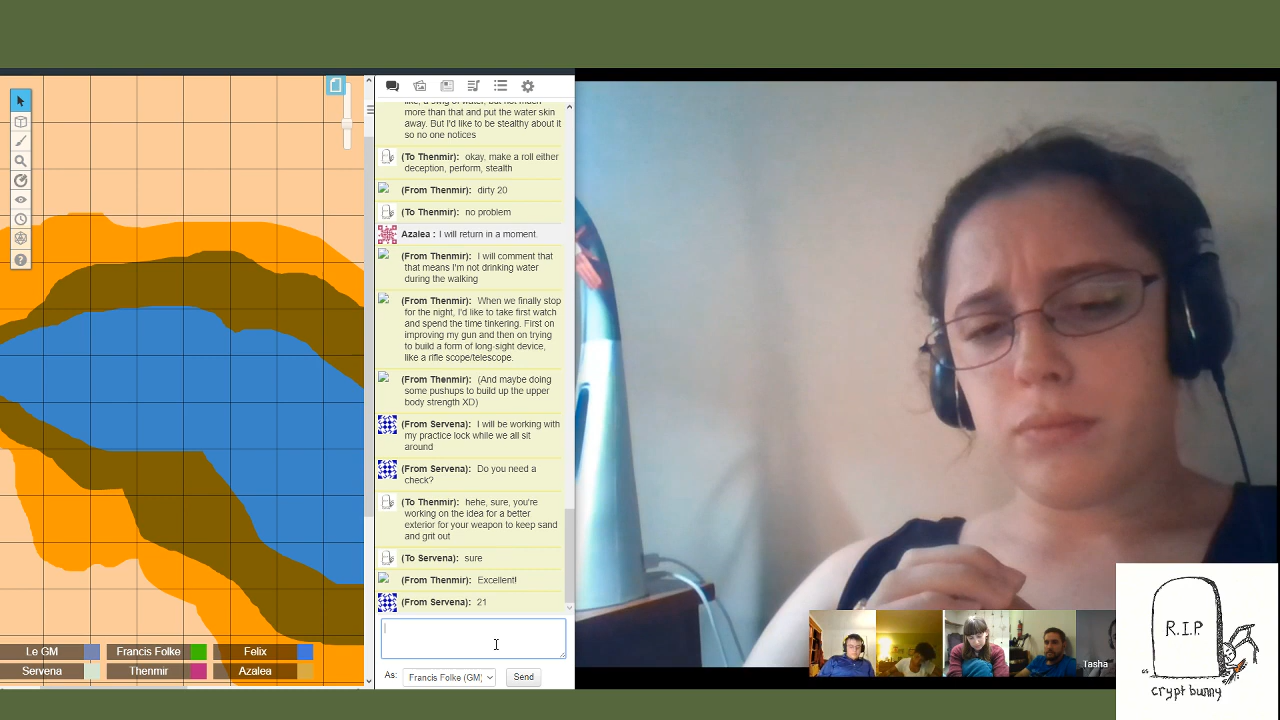 like, a swig of water, but not much
more than that and put the water skin
away. But I'd like to be stealthy about it
so no one notices
(To Thenmir): okay, make a roll either
deception, perform, stealth
(From Thenmir): dirty 20
(To Thenmir): no problem
Azalea : I will return in a moment.
(From Thenmir): I will comment that
that means I'm not drinking water
during the walking
(From Thenmir): When we finally stop
for the night, I'd like to take first watch
and spend the time tinkering. First on
improving my gun and then on trying
to build a form of long-sight device,
like a rifle scope/telescope.
(From Thenmir): (And maybe doing
some pushups to build up the upper
body strength XD)
(From Servena): I will be working with
my practice lock while we all sit
around
(From Servena): Do you need a
check?
(To Thenmir): hehe, sure, you're
working on the idea for a better
exterior for your weapon to keep sand
and grit out
(To Servena): sure
(From Thenmir): Excellent!
(From Servena): 21
As: Francis Folke (GM) Send
Le GM Francis Folke Felix
Servena Thenmir Azalea
Tasha
R.I.P.
crypt bunny